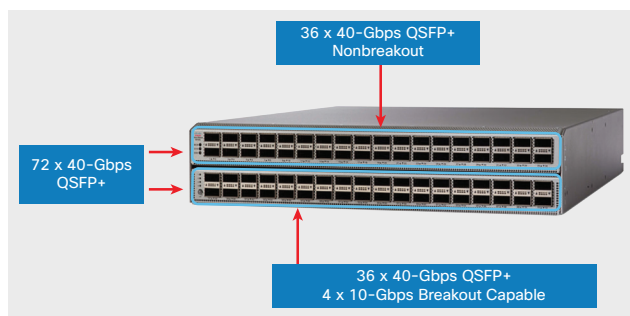 36 x 40-Gbps QSFP+
Nonbreakout
72 x 40-Gbps
QSFP+
36 x 40-Gbps QSFP+
4 x 10-Gbps Breakout Capable